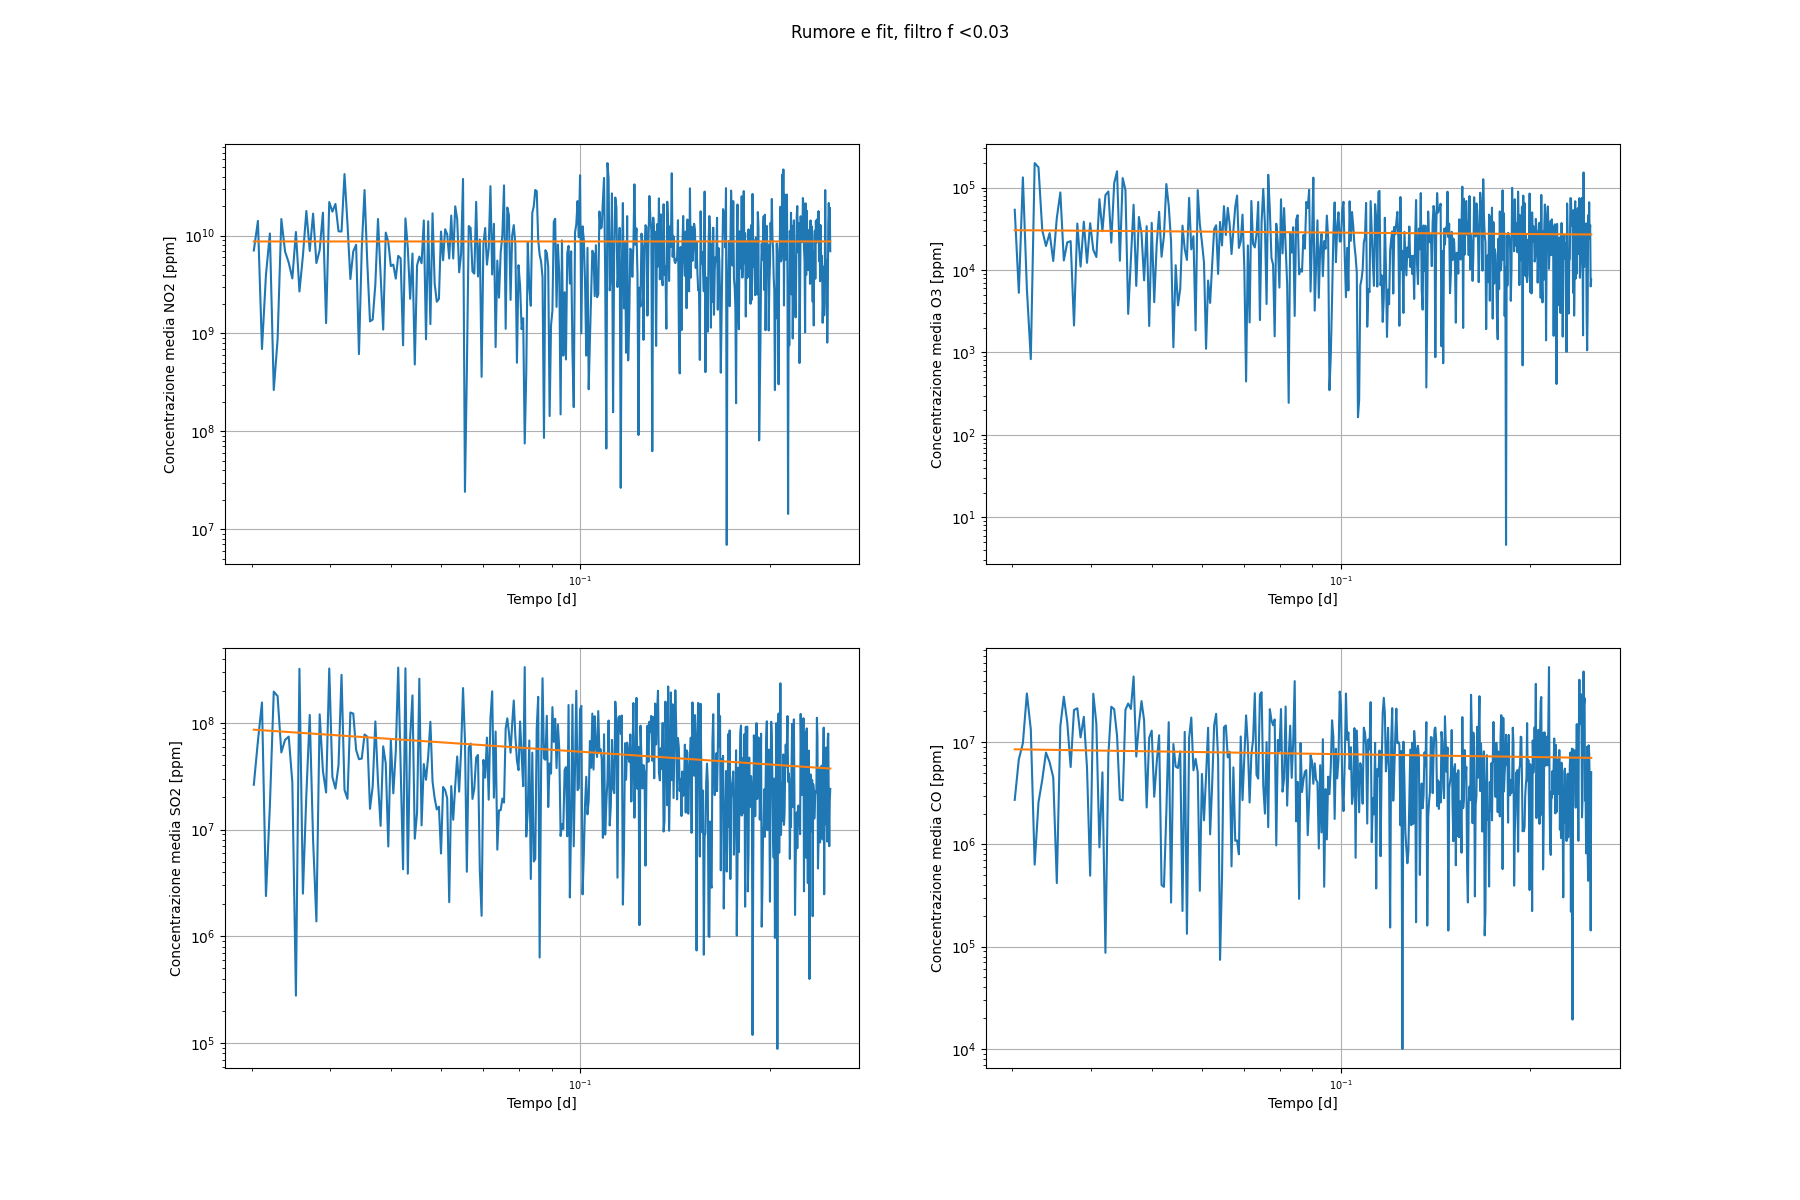 Rumore e fit, filtro f <0.03
Concentrazione media NO2 [ppm]
10^10
10^9
10^8
10^7
10^-1
Tempo [d]
Concentrazione media O3 [ppm]
10^5
10^4
10^3
10^2
10^1
10^-1
Tempo [d]
Concentrazione media SO2 [ppm]
10^8
10^7
10^6
10^5
10^-1
Tempo [d]
Concentrazione media CO [ppm]
10^7
10^6
10^5
10^4
10^-1
Tempo [d]